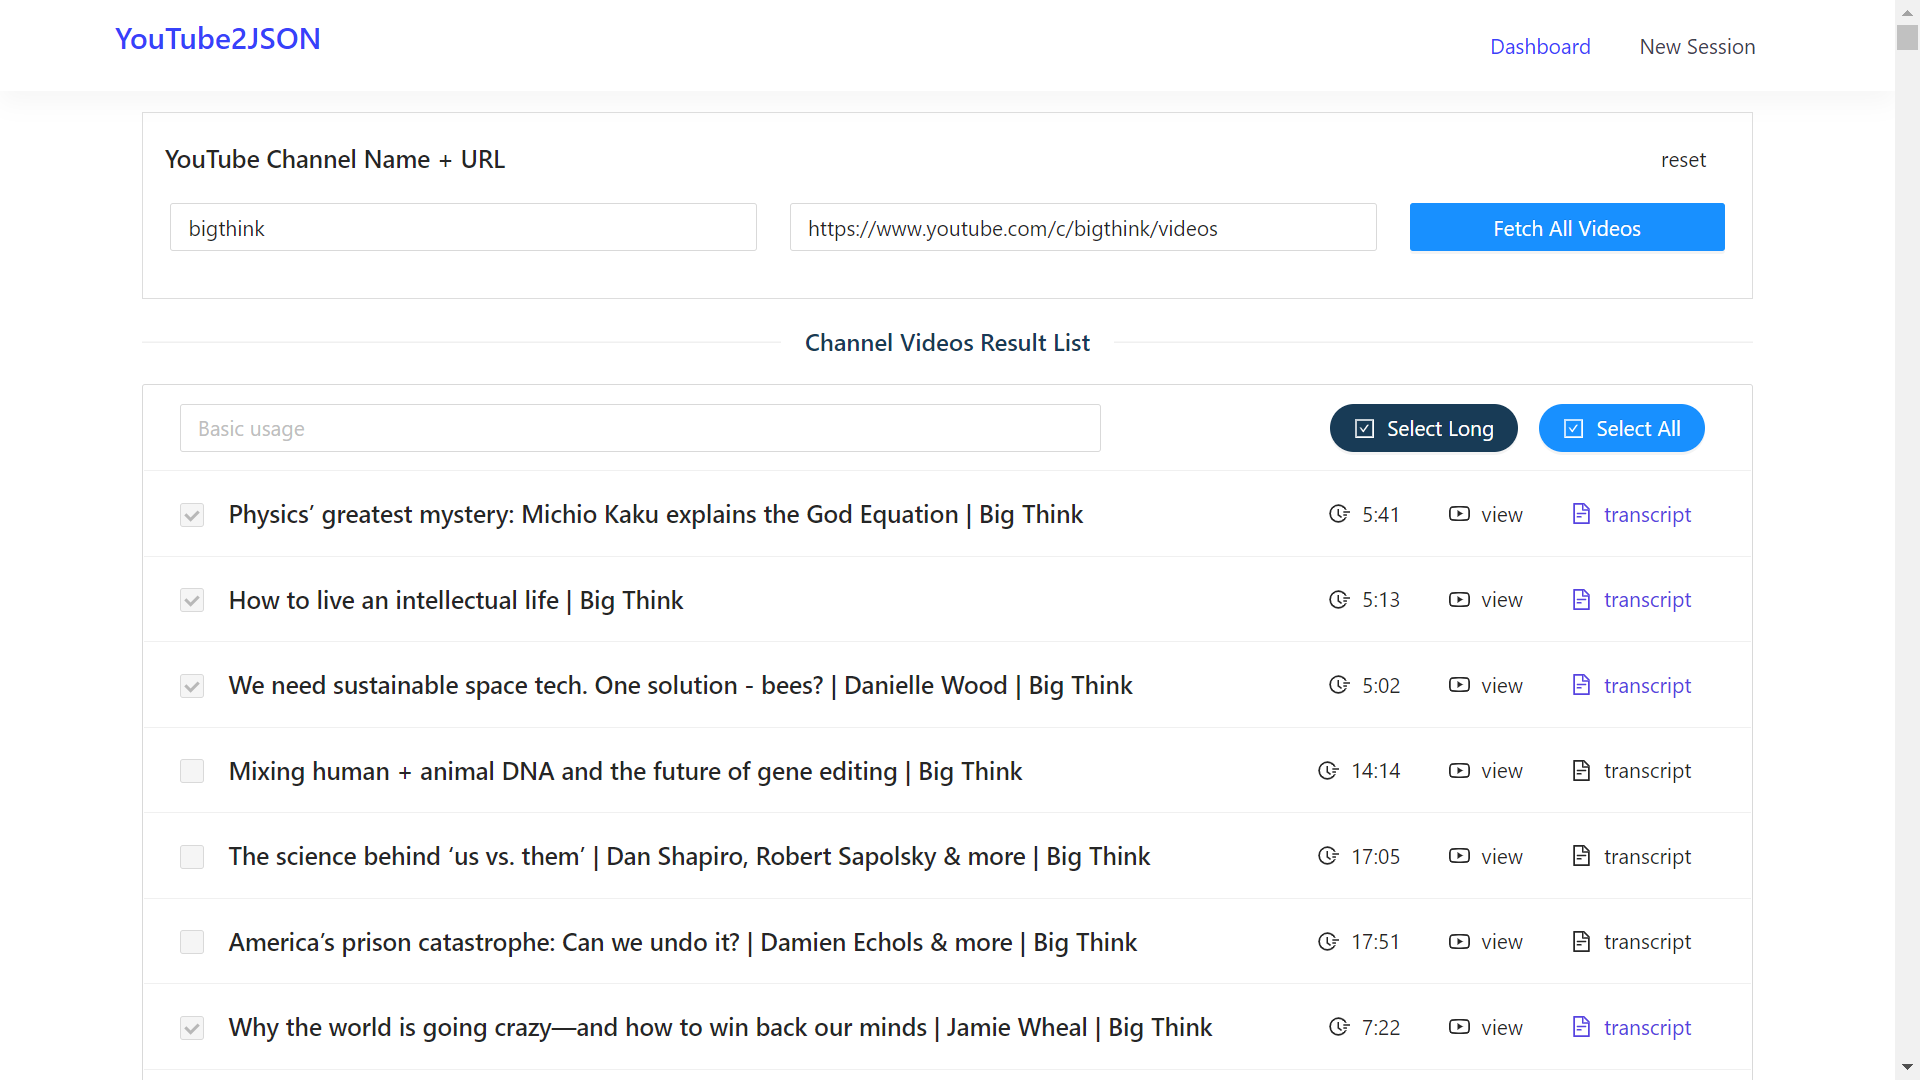 YouTube2JSON
Dashboard New Session
YouTube Channel Name + URL reset
bigthink https://www.youtube.com/c/bigthink/videos Fetch All Videos
Channel Videos Result List
Basic usage Select Long Select All
Physics’ greatest mystery: Michio Kaku explains the God Equation | Big Think 5:41 view transcript
How to live an intellectual life | Big Think 5:13 view transcript
We need sustainable space tech. One solution - bees? | Danielle Wood | Big Think 5:02 view transcript
Mixing human + animal DNA and the future of gene editing | Big Think 14:14 view transcript
The science behind ‘us vs. them’ | Dan Shapiro, Robert Sapolsky & more | Big Think 17:05 view transcript
America’s prison catastrophe: Can we undo it? | Damien Echols & more | Big Think 17:51 view transcript
Why the world is going crazy—and how to win back our minds | Jamie Wheal | Big Think 7:22 view transcript